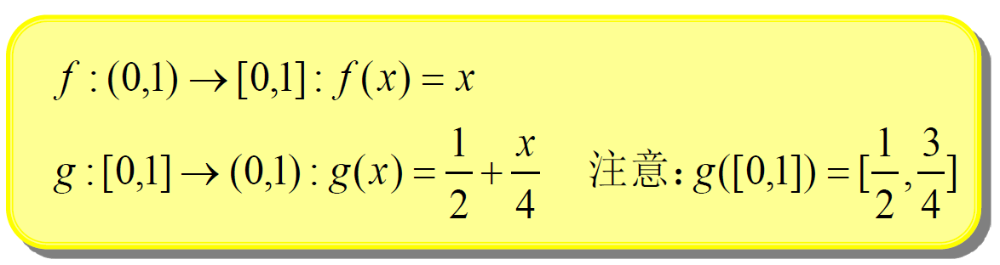 f : (0,1) → [0,1] : f(x) = x
g : [0,1] → (0,1) : g(x) = 1/2 + x/4 注意：g([0,1]) = [1/2, 3/4]